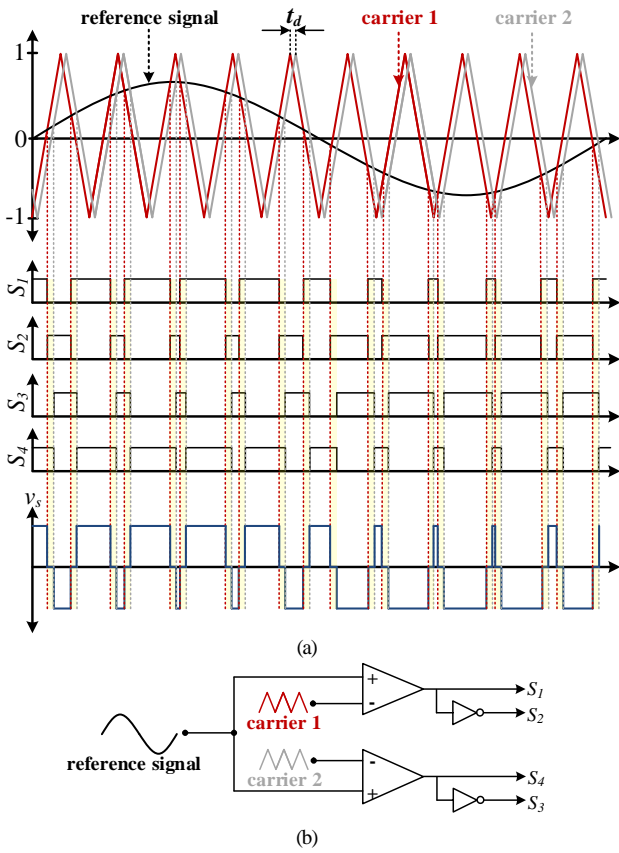 reference signal
t_d
carrier 1
carrier 2
1
0
-1
S_1
S_2
S_3
S_4
v_s
(a)
+
-
carrier 1
S_1
S_2
reference signal
carrier 2
-
+
S_4
S_3
(b)